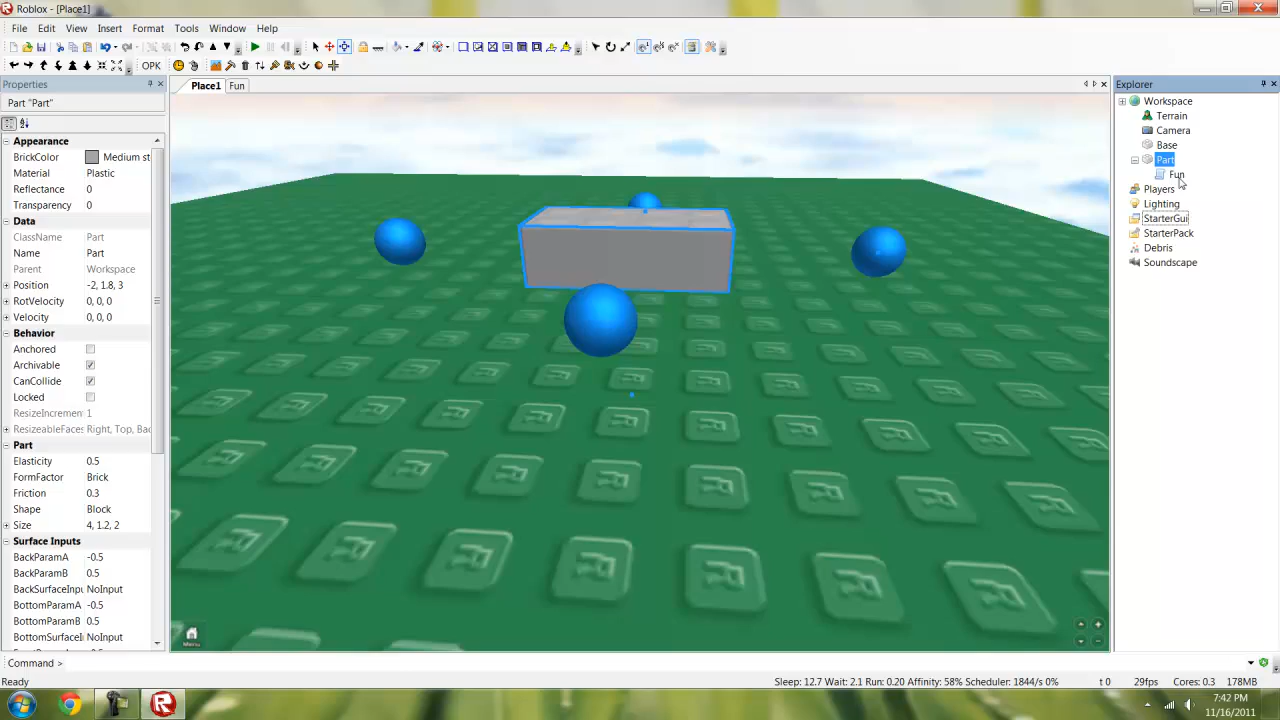 Roblox - [Place1]
File Edit View Insert Format Tools Window Help
OPK
Properties
Part "Part"
Appearance
BrickColor Medium st
Material Plastic
Reflectance 0
Transparency 0
Data
ClassName Part
Name Part
Parent Workspace
Position -2, 1.8, 3
RotVelocity 0, 0, 0
Velocity 0, 0, 0
Behavior
Anchored
Archivable
CanCollide
Locked
ResizeIncremen 1
ResizeableFaces Right, Top, Bac
Part
Elasticity 0.5
FormFactor Brick
Friction 0.3
Shape Block
Size 4, 1.2, 2
Surface Inputs
BackParamA -0.5
BackParamB 0.5
BackSurfaceInpu NoInput
BottomParamA -0.5
BottomParamB 0.5
BottomSurfaceI NoInput
Place1 Fun
Menu
Explorer
Workspace
Terrain
Camera
Base
Part
Fun
Players
Lighting
StarterGui
StarterPack
Debris
Soundscape
Command >
Ready
Sleep: 12.7 Wait: 2.1 Run: 0.20 Affinity: 58% Scheduler: 1844/s 0% t 0 29fps Cores: 0.3 178MB
7:42 PM
11/16/2011